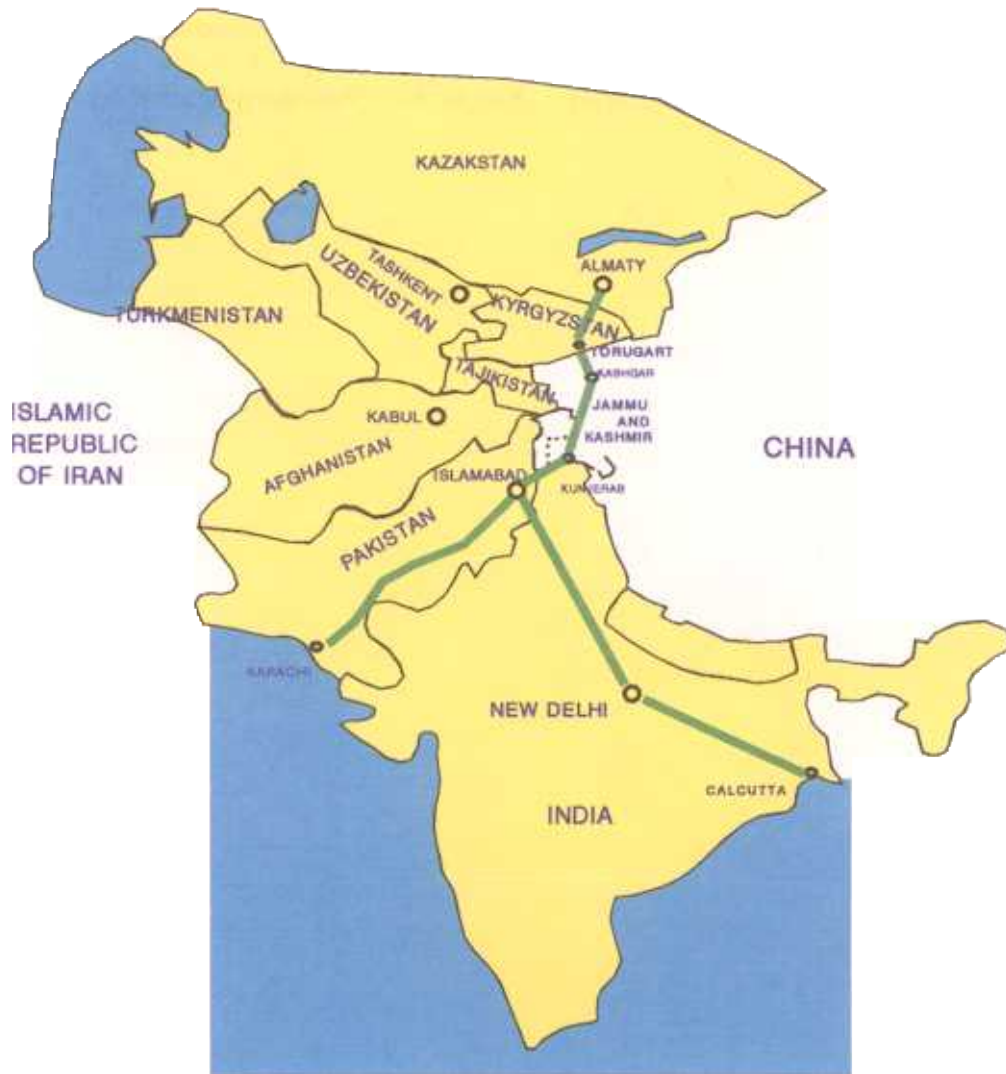 KAZAKSTAN
ALMATY
TASHKENT
UZBEKISTAN
KYRGYZSTAN
TURKMENISTAN
TORUGART
KASHGAR
TAJIKISTAN
JAMMU
AND
KASHMIR
KABUL
ISLAMIC
REPUBLIC
OF IRAN
CHINA
AFGHANISTAN
ISLAMABAD
KUNJERAB
PAKISTAN
KARACHI
NEW DELHI
CALCUTTA
INDIA